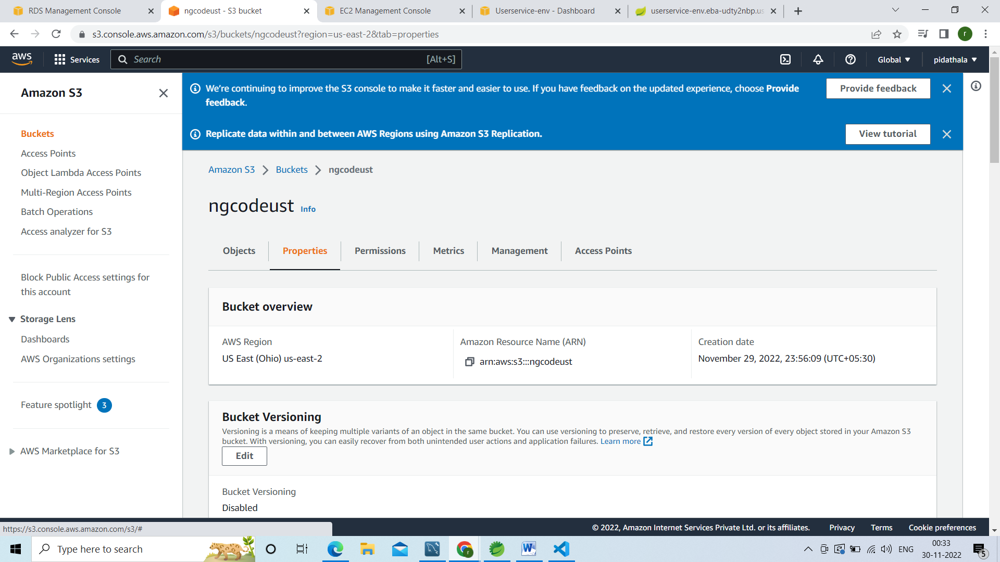 RDS Management Console
ngcodeust - S3 bucket
EC2 Management Console
Userservice-env - Dashboard
userservice-env.eba-udty2nbp.us
s3.console.aws.amazon.com/s3/buckets/ngcodeust?region=us-east-2&tab=properties
r
aws
Services
Search
[Alt+S]
Global
pidathala
Amazon S3
Buckets
Access Points
Object Lambda Access Points
Multi-Region Access Points
Batch Operations
Access analyzer for S3
Block Public Access settings for
this account
Storage Lens
Dashboards
AWS Organizations settings
Feature spotlight 3
AWS Marketplace for S3
We're continuing to improve the S3 console to make it faster and easier to use. If you have feedback on the updated experience, choose Provide
feedback.
Provide feedback
Replicate data within and between AWS Regions using Amazon S3 Replication.
View tutorial
Amazon S3 > Buckets > ngcodeust
ngcodeust Info
Objects
Properties
Permissions
Metrics
Management
Access Points
Bucket overview
AWS Region
US East (Ohio) us-east-2
Amazon Resource Name (ARN)
arn:aws:s3:::ngcodeust
Creation date
November 29, 2022, 23:56:09 (UTC+05:30)
Bucket Versioning
Versioning is a means of keeping multiple variants of an object in the same bucket. You can use versioning to preserve, retrieve, and restore every version of every object stored in your Amazon S3
bucket. With versioning, you can easily recover from both unintended user actions and application failures. Learn more
Edit
Bucket Versioning
Disabled
https://s3.console.aws.amazon.com/s3/#
© 2022, Amazon Internet Services Private Ltd. or its affiliates.
Privacy
Terms
Cookie preferences
Type here to search
ENG
00:33
30-11-2022
5